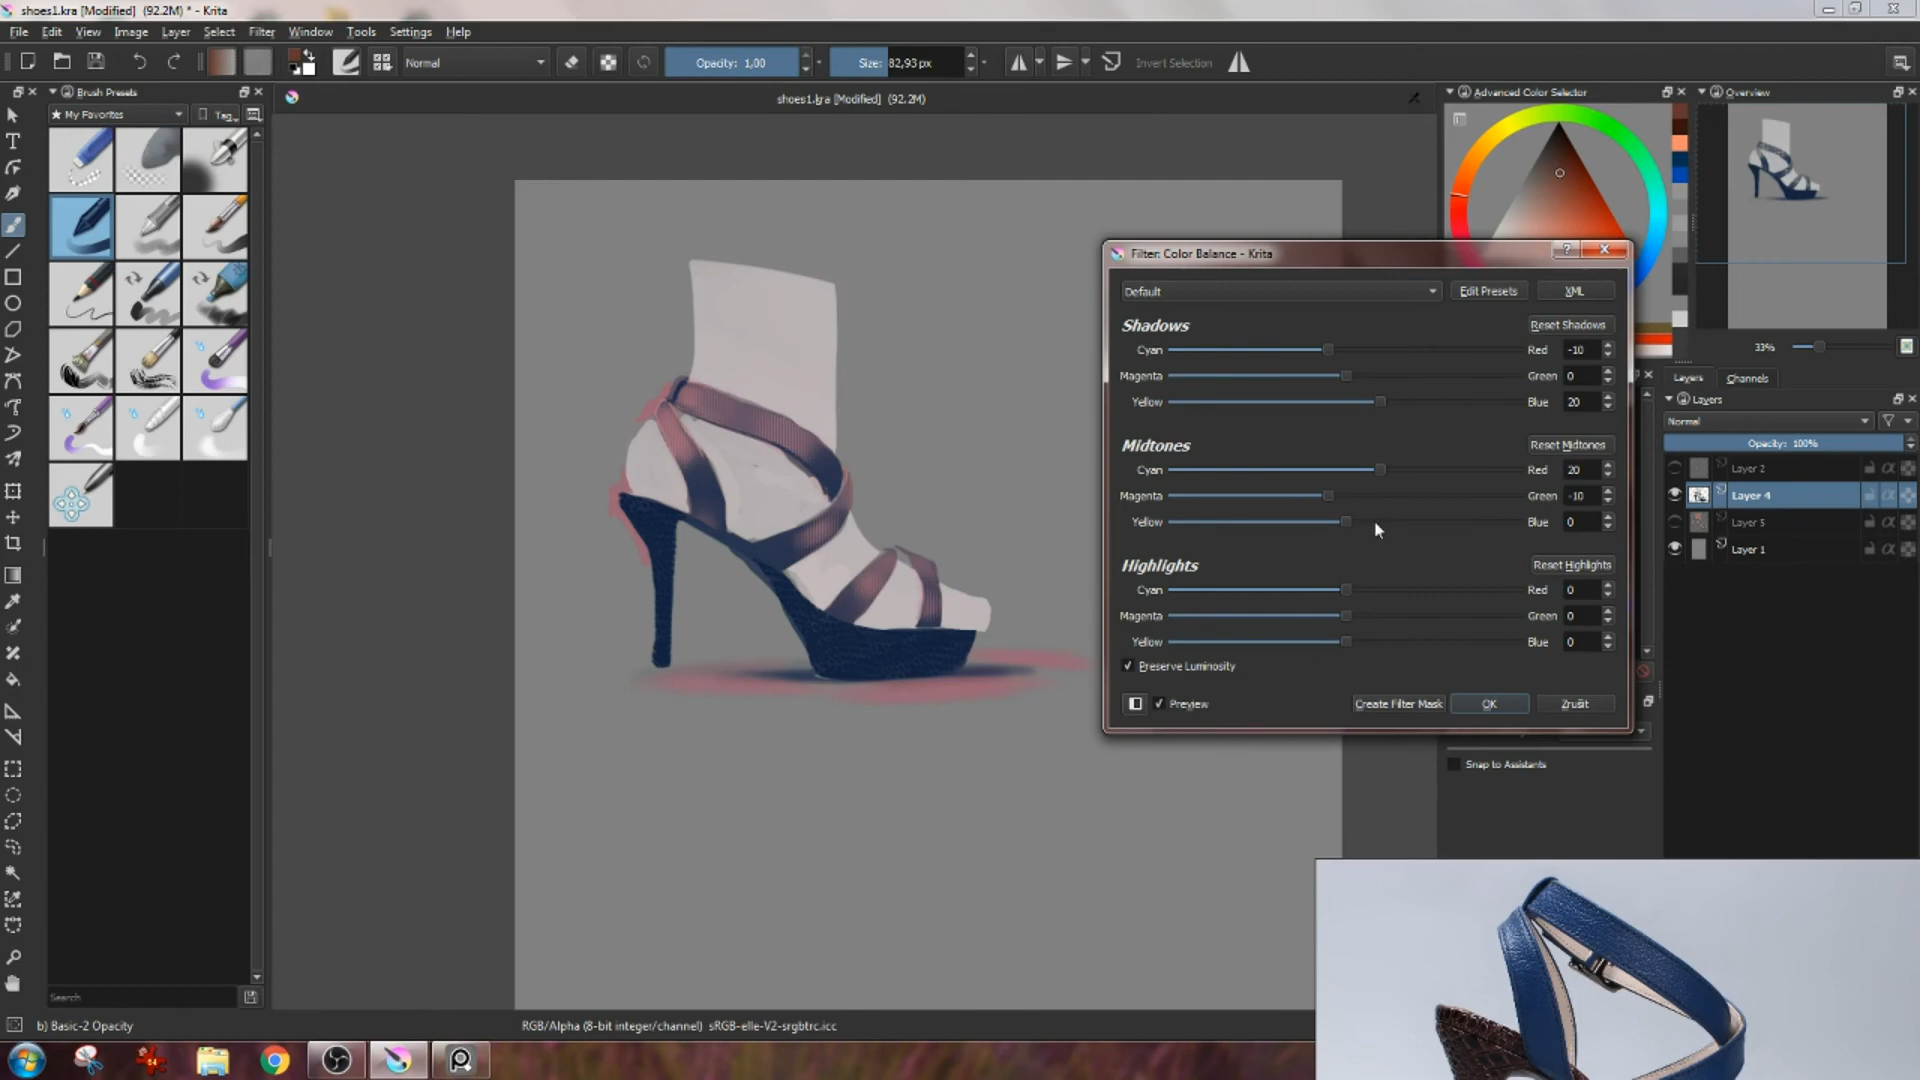 shoes1.kra [Modified]  (92.2M) * - Krita
File  Edit  View  Image  Layer  Select  Filter  Window  Tools  Settings  Help
Normal  Opacity: 1,00  Size: 82,93 px  Invert Selection
Brush Presets
shoes1.kra [Modified]  (92.2M)
Advanced Color Selector
Overview
My Favorites
Tag
33%
Layers  Channels
Layers
Normal
Opacity: 100%
Layer 2
Layer 4
Layer 5
Layer 1
Filter: Color Balance - Krita
Default  Edit Presets  XML
Shadows  Reset Shadows
Cyan  Red  -10
Magenta  Green  0
Yellow  Blue  20
Midtones  Reset Midtones
Cyan  Red  20
Magenta  Green  -10
Yellow  Blue  0
Highlights  Reset Highlights
Cyan  Red  0
Magenta  Green  0
Yellow  Blue  0
Preserve Luminosity
Preview  Create Filter Mask  OK  Zrušit
Snap to Assistants
Search
b) Basic-2 Opacity
RGB/Alpha (8-bit integer/channel)  sRGB-elle-V2-srgbtrc.icc